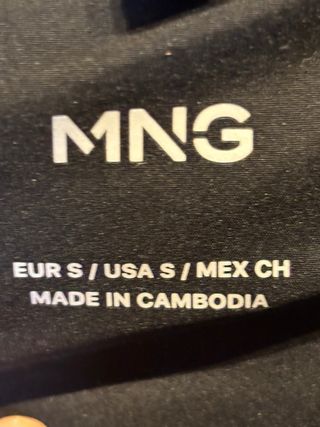 MNG
EUR S / USA S / MEX CH
MADE IN CAMBODIA